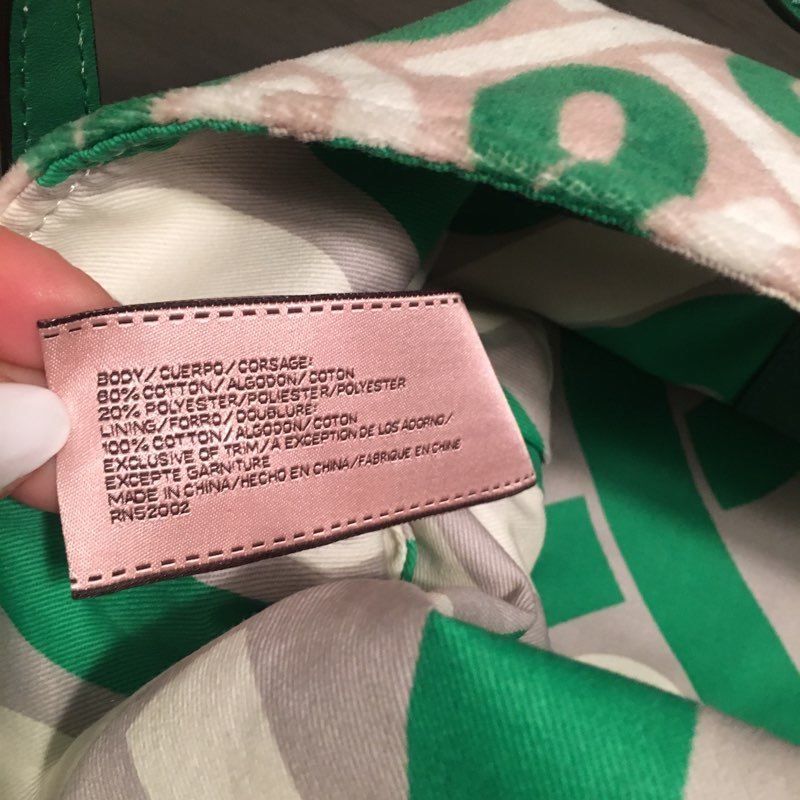 BODY/CUERPO/CORSAGE:
80% COTTON/ALGODON/COTON
20% POLYESTER/POLIESTER/POLYESTER
LINING/FORRO/DOUBLURE:
100% COTTON/ALGODON/COTON
EXCLUSIVE OF TRIM/A EXCEPTION DE LOS ADORNO/
EXCEPTE GARNITURE
MADE IN CHINA/HECHO EN CHINA/FABRIQUE EN CHINE
RN52002